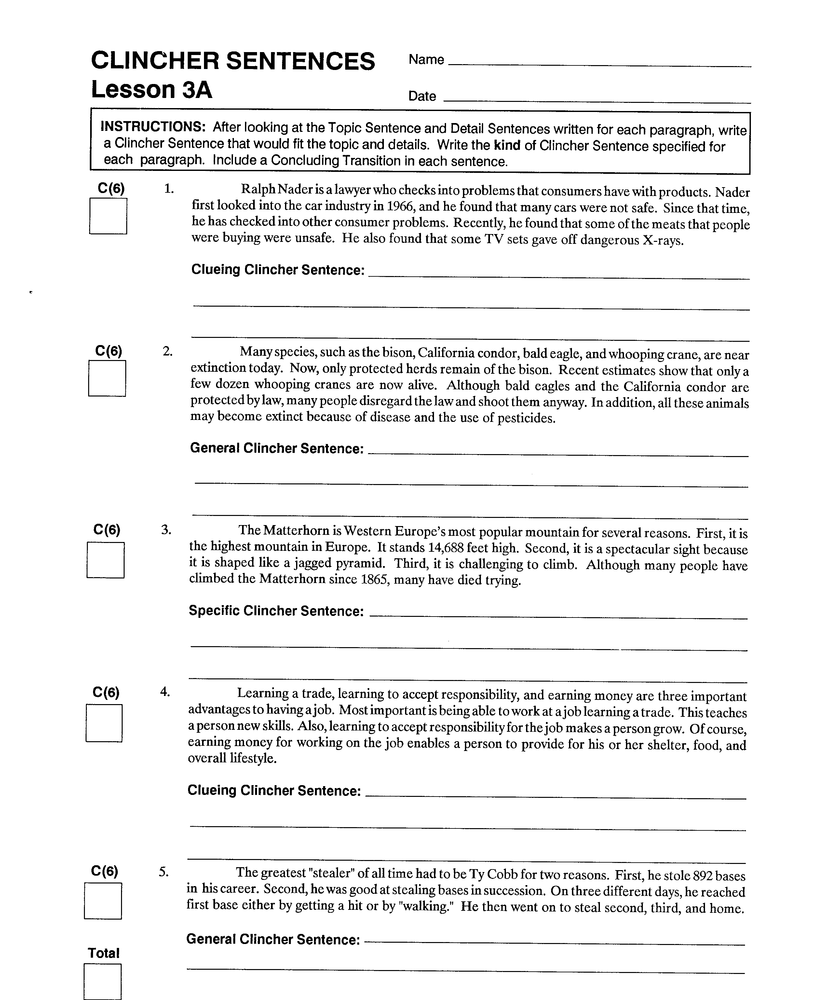 CLINCHER SENTENCES
Name
Lesson 3A
Date
INSTRUCTIONS: After looking at the Topic Sentence and Detail Sentences written for each paragraph, write
a Clincher Sentence that would fit the topic and details. Write the kind of Clincher Sentence specified for
each paragraph. Include a Concluding Transition in each sentence.
C(6)
1. Ralph Nader is a lawyer who checks into problems that consumers have with products. Nader
first looked into the car industry in 1966, and he found that many cars were not safe. Since that time,
he has checked into other consumer problems. Recently, he found that some of the meats that people
were buying were unsafe. He also found that some TV sets gave off dangerous X-rays.
Clueing Clincher Sentence:
C(6)
2. Many species, such as the bison, California condor, bald eagle, and whooping crane, are near
extinction today. Now, only protected herds remain of the bison. Recent estimates show that only a
few dozen whooping cranes are now alive. Although bald eagles and the California condor are
protected by law, many people disregard the law and shoot them anyway. In addition, all these animals
may become extinct because of disease and the use of pesticides.
General Clincher Sentence:
C(6)
3. The Matterhorn is Western Europe's most popular mountain for several reasons. First, it is
the highest mountain in Europe. It stands 14,688 feet high. Second, it is a spectacular sight because
it is shaped like a jagged pyramid. Third, it is challenging to climb. Although many people have
climbed the Matterhorn since 1865, many have died trying.
Specific Clincher Sentence:
C(6)
4. Learning a trade, learning to accept responsibility, and earning money are three important
advantages to having a job. Most important is being able to work at a job learning a trade. This teaches
a person new skills. Also, learning to accept responsibility for the job makes a person grow. Of course,
earning money for working on the job enables a person to provide for his or her shelter, food, and
overall lifestyle.
Clueing Clincher Sentence:
C(6)
5. The greatest "stealer" of all time had to be Ty Cobb for two reasons. First, he stole 892 bases
in his career. Second, he was good at stealing bases in succession. On three different days, he reached
first base either by getting a hit or by "walking." He then went on to steal second, third, and home.
General Clincher Sentence:
Total